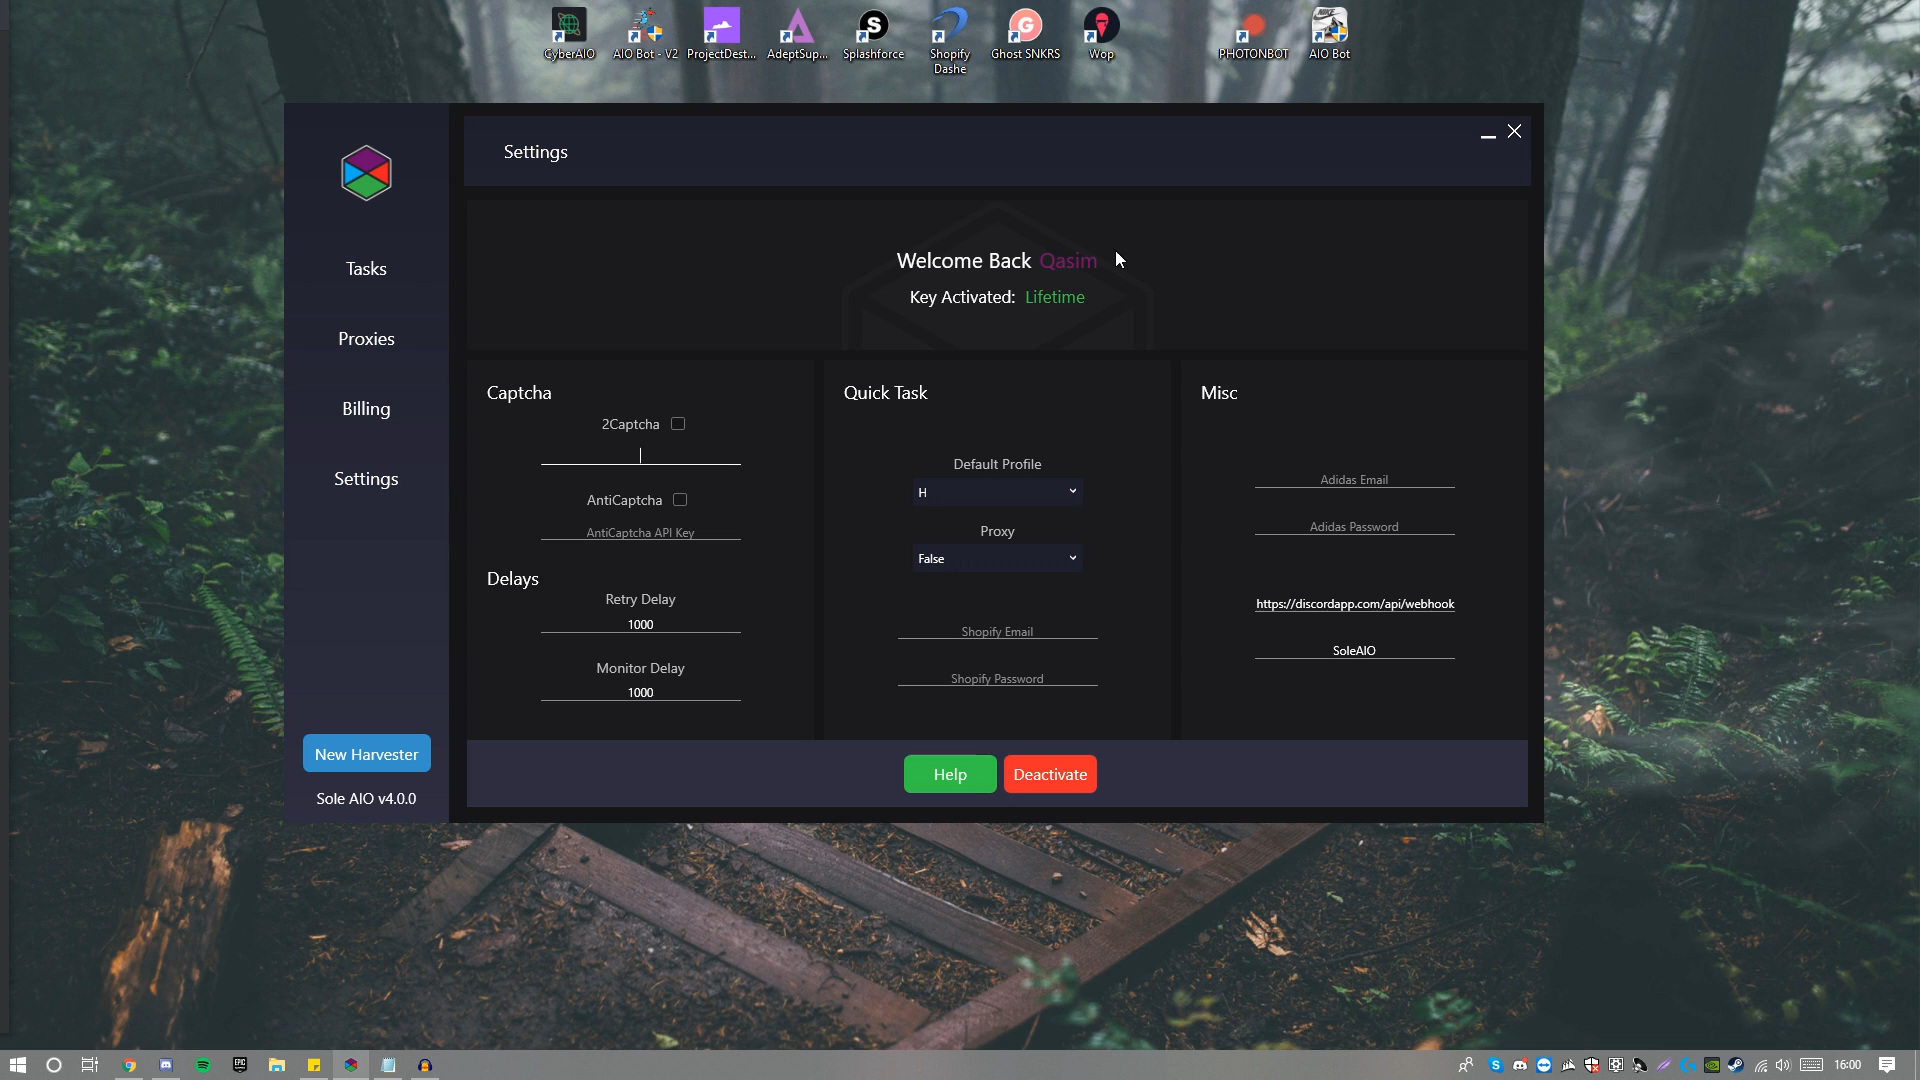 CyberAIO
AIO Bot - V2
ProjectDest...
AdeptSup...
Splashforce
Shopify
Dashe
Ghost SNKRS
Wop
PHOTONBOT
AIO Bot
Settings
Tasks
Proxies
Billing
Settings
New Harvester
Sole AIO v4.0.0
Welcome Back Qasim
Key Activated: Lifetime
Captcha
2Captcha
AntiCaptcha
AntiCaptcha API Key
Delays
Retry Delay
1000
Monitor Delay
1000
Quick Task
Default Profile
H
Proxy
False
Shopify Email
Shopify Password
Misc
Adidas Email
Adidas Password
https://discordapp.com/api/webhook
SoleAIO
Help
Deactivate
16:00